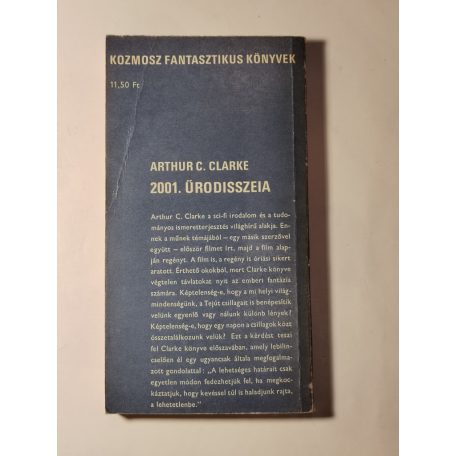 KOZMOSZ FANTASZTIKUS KÖNYVEK
11,50 Ft
ARTHUR C. CLARKE
2001. ŰRODISSZEIA
Arthur C. Clarke a sci-fi irodalom és a tudo-
mányos ismeretterjesztés világhírű alakja. En-
nek a műnek témájából – egy másik szerzővel
együtt – először filmet írt, majd a film alap-
ján regényt. A film is, a regény is óriási sikert
aratott. Érthető okokból, mert Clarke könyve
végtelen távlatokat nyit az emberi fantázia
számára. Képtelenség-e, hogy a mi helyi világ-
mindenségünk, a Tejút csillagait is benépesítik
velünk egyenlő vagy nálunk különb lények?
Képtelenség-e, hogy egy napon a csillagok közt
összetalálkozunk velük? Ezt a kérdést teszi
fel Clarke könyve előszavában, amely lebilin-
cselően él egy ugyancsak általa megfogalma-
zott gondolattal: „A lehetséges határait csak
egyetlen módon fedezhetjük fel, ha megkoc-
káztatjuk, hogy kevéssel túl is haladjunk rajta,
a lehetetlenbe."